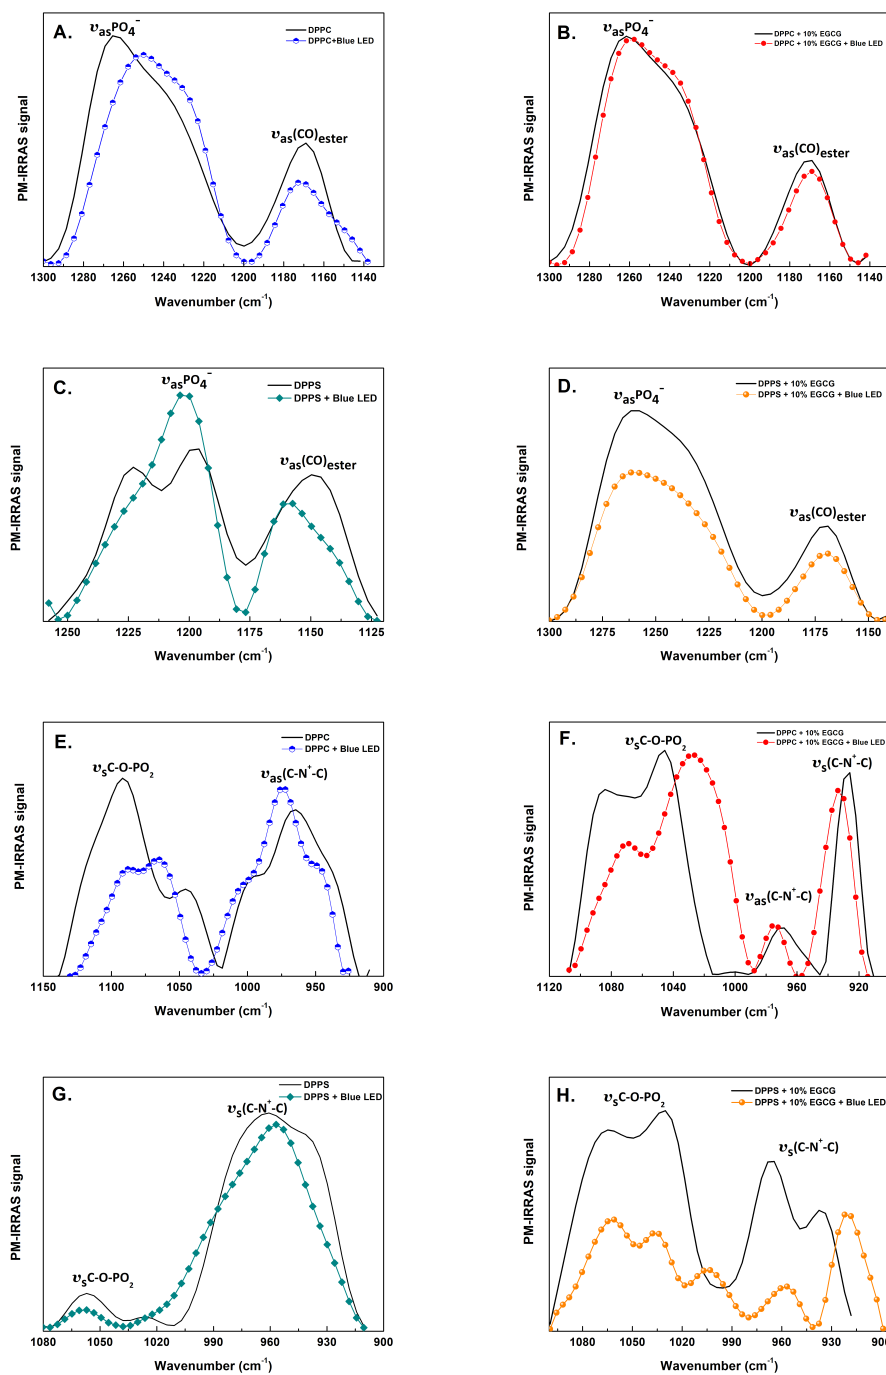 A.
υasPO4−
DPPC
DPPC+Blue LED
υas(CO)ester
PM-IRRAS signal
1300 1280 1260 1240 1220 1200 1180 1160 1140
Wavenumber (cm-1)
B.
υasPO4−
DPPC + 10% EGCG
DPPC + 10% EGCG + Blue LED
υas(CO)ester
PM-IRRAS signal
1300 1280 1260 1240 1220 1200 1180 1160 1140
Wavenumber (cm-1)
C.
υasPO4−
DPPS
DPPS + Blue LED
υas(CO)ester
PM-IRRAS signal
1250 1225 1200 1175 1150 1125
Wavenumber (cm-1)
D.
υasPO4−
DPPS + 10% EGCG
DPPS + 10% EGCG + Blue LED
υas(CO)ester
PM-IRRAS signal
1300 1275 1250 1225 1200 1175 1150
Wavenumber (cm-1)
E.
DPPC
DPPC + Blue LED
υsC-O-PO2
υas(C-N+-C)
PM-IRRAS signal
1150 1100 1050 1000 950 900
Wavenumber (cm-1)
F.
DPPC + 10% EGCG
DPPC + 10% EGCG + Blue LED
υsC-O-PO2
υs(C-N+-C)
υas(C-N+-C)
PM-IRRAS signal
1120 1080 1040 1000 960 920
Wavenumber (cm-1)
G.
DPPS
DPPS + Blue LED
υs(C-N+-C)
υsC-O-PO2
PM-IRRAS signal
1080 1050 1020 990 960 930 900
Wavenumber (cm-1)
H.
DPPS + 10% EGCG
DPPS + 10% EGCG + Blue LED
υsC-O-PO2
υs(C-N+-C)
PM-IRRAS signal
1080 1050 1020 990 960 930 900
Wavenumber (cm-1)